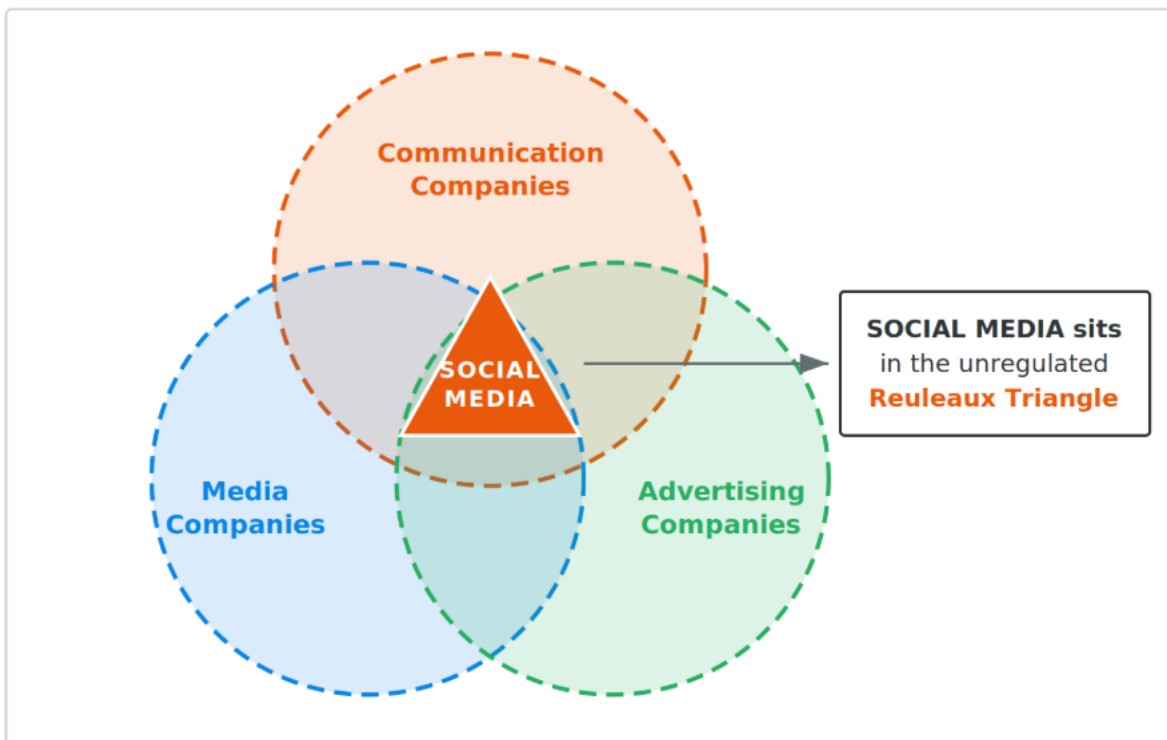 Communication
Companies
SOCIAL
MEDIA
SOCIAL MEDIA sits
in the unregulated
Reuleaux Triangle
Media
Companies
Advertising
Companies